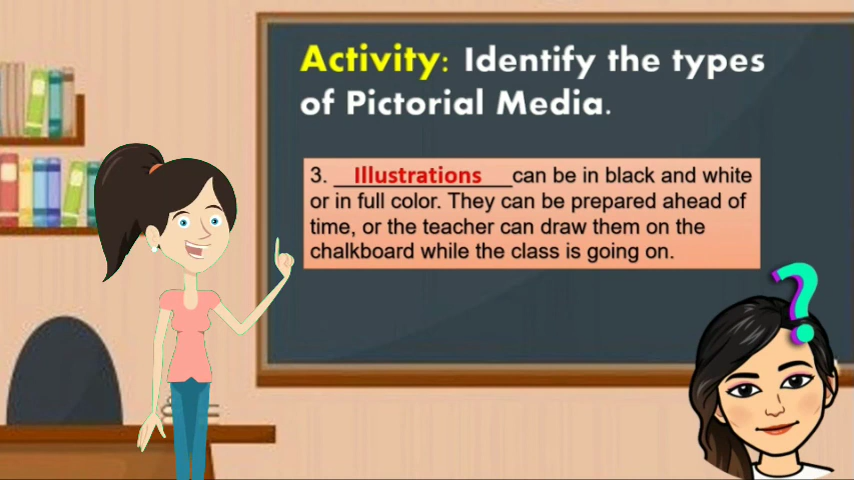 Activity: Identify the types
of Pictorial Media.
3. __Illustrations___can be in black and white
or in full color. They can be prepared ahead of
time, or the teacher can draw them on the
chalkboard while the class is going on.
?